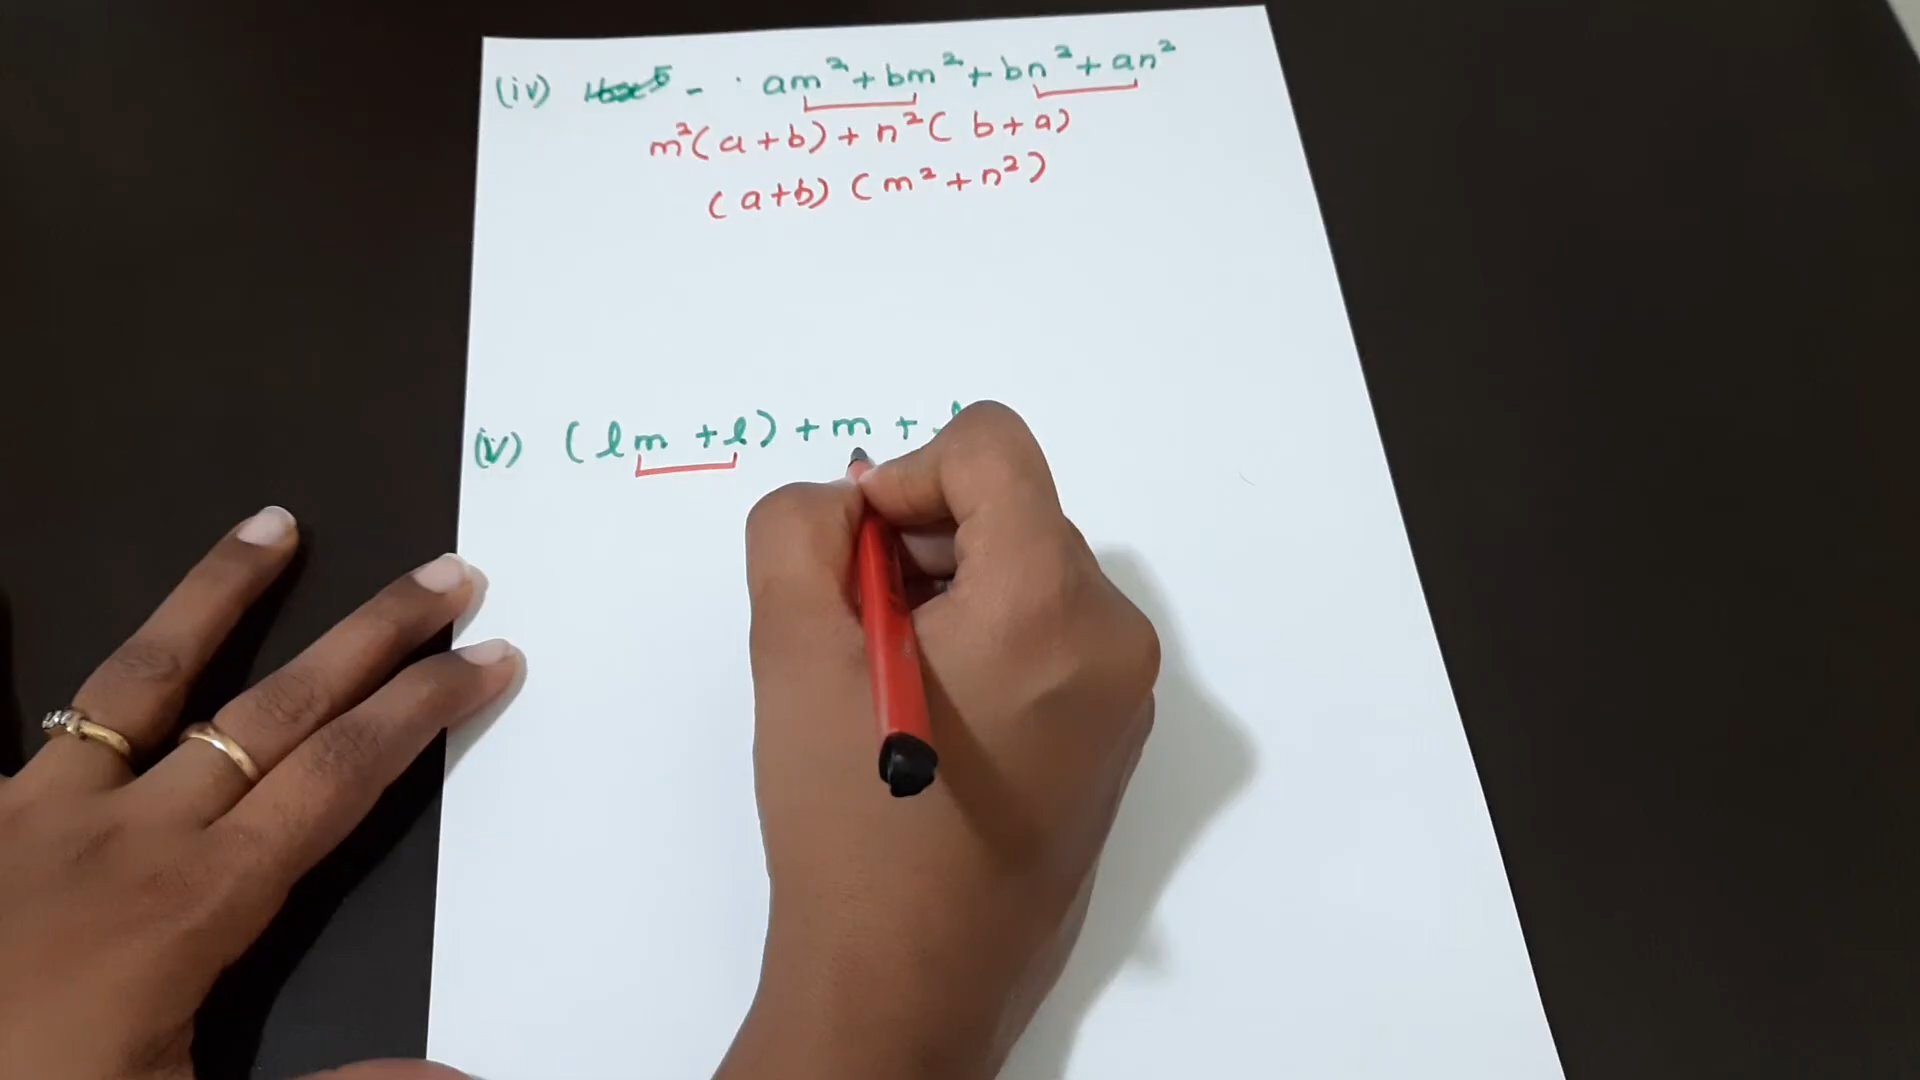 (iv) - am² + bm² + bn² + an²
m²(a+b) + n²(b+a)
(a+b) (m² + n²)
(v) (lm + l) + m +